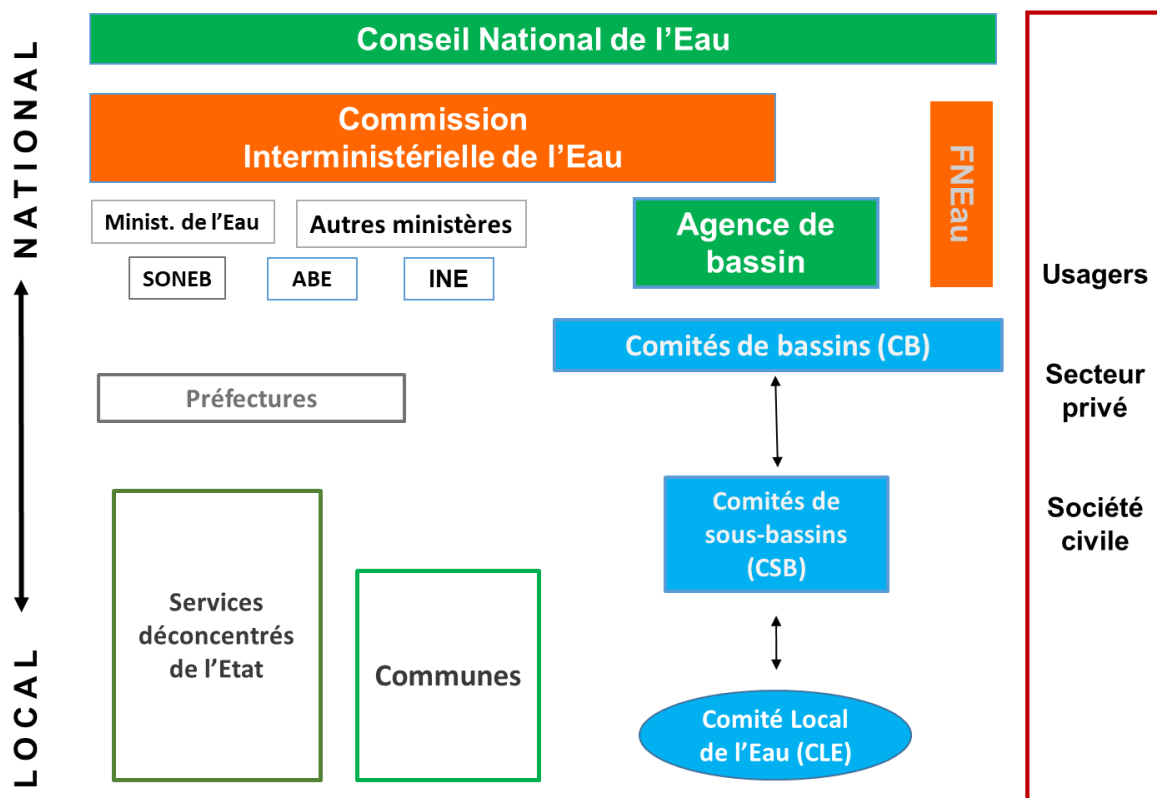 NATIONAL
LOCAL
Conseil National de l’Eau
Commission
Interministérielle de l’Eau
FNEau
Minist. de l’Eau
Autres ministères
Agence de
bassin
SONEB
ABE
INE
Comités de bassins (CB)
Préfectures
Comités de
sous-bassins
(CSB)
Services
déconcentrés
de l’Etat
Communes
Comité Local
de l’Eau (CLE)
Usagers
Secteur
privé
Société
civile